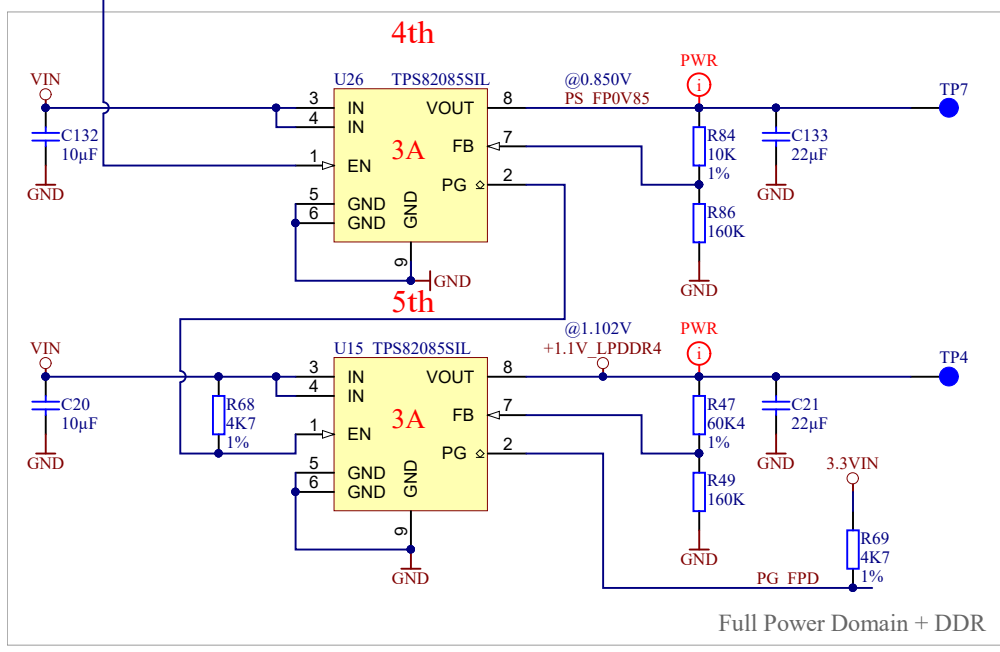 4th
PWR
VIN
U26 TPS82085SIL
@0.850V
PS_FP0V85
TP7
3 IN VOUT 8
4 IN
C132
10µF
R84
10K
1%
C133
22µF
FB 7
3A
1 EN
PG 2
5 GND
6 GND
GND
R86
160K
GND
GND
9
GND
GND
5th
@1.102V
PWR
VIN
U15 TPS82085SIL
+1.1V_LPDDR4
TP4
3 IN VOUT 8
4 IN
C20
10µF
R68
4K7
1%
R47
60K4
1%
C21
22µF
FB 7
3A
1 EN
PG 2
GND
GND
3.3VIN
5 GND
6 GND
GND
R49
160K
9
GND
GND
R69
4K7
1%
PG_FPD
Full Power Domain + DDR